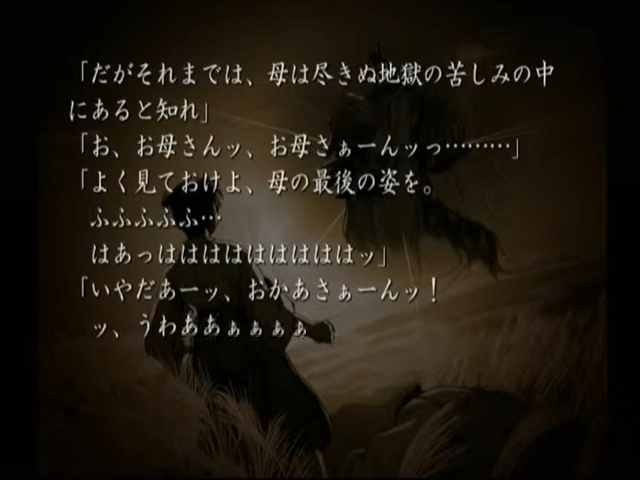 「だがそれまでは、母は尽きぬ地獄の苦しみの中
にあると知れ」
「お、お母さんッ、お母さぁーんッっ………」
「よく見ておけよ、母の最後の姿を。
ふふふふふ…
はあっはははははははははッ」
「いやだあーッ、おかあさぁーんッ！
ッ、うわああぁぁぁぁ